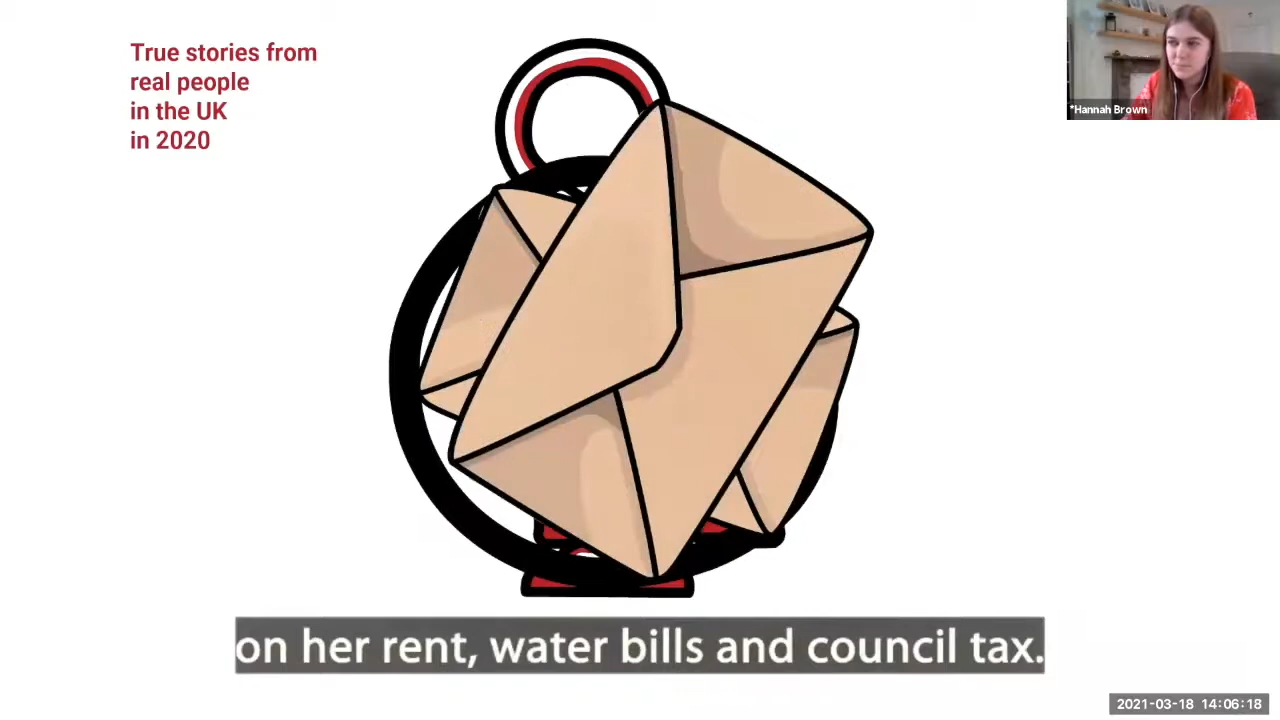 True stories from
real people
in the UK
in 2020
*Hannah Brown
on her rent, water bills and council tax.
2021-03-18 14:06:18